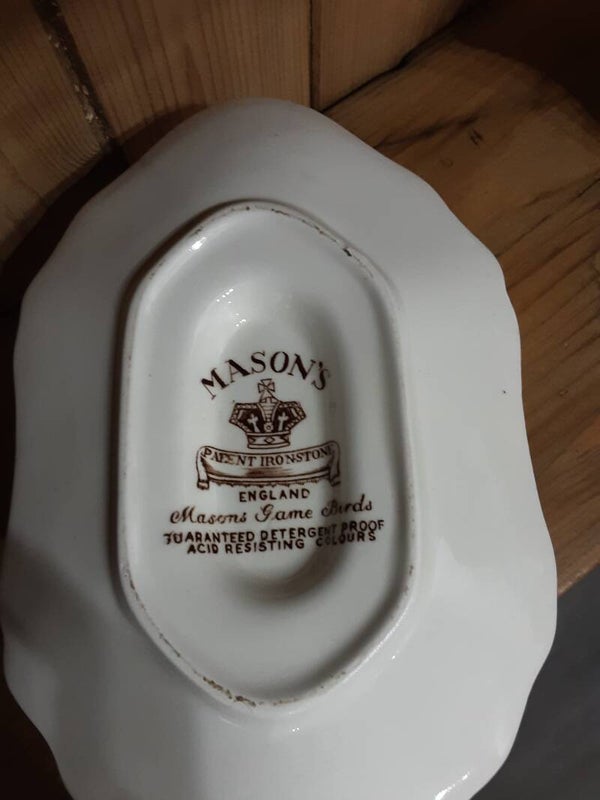 MASON'S
PATENT IRONSTONE
ENGLAND
Masons Game Birds
GUARANTEED DETERGENT PROOF
ACID RESISTING COLOURS